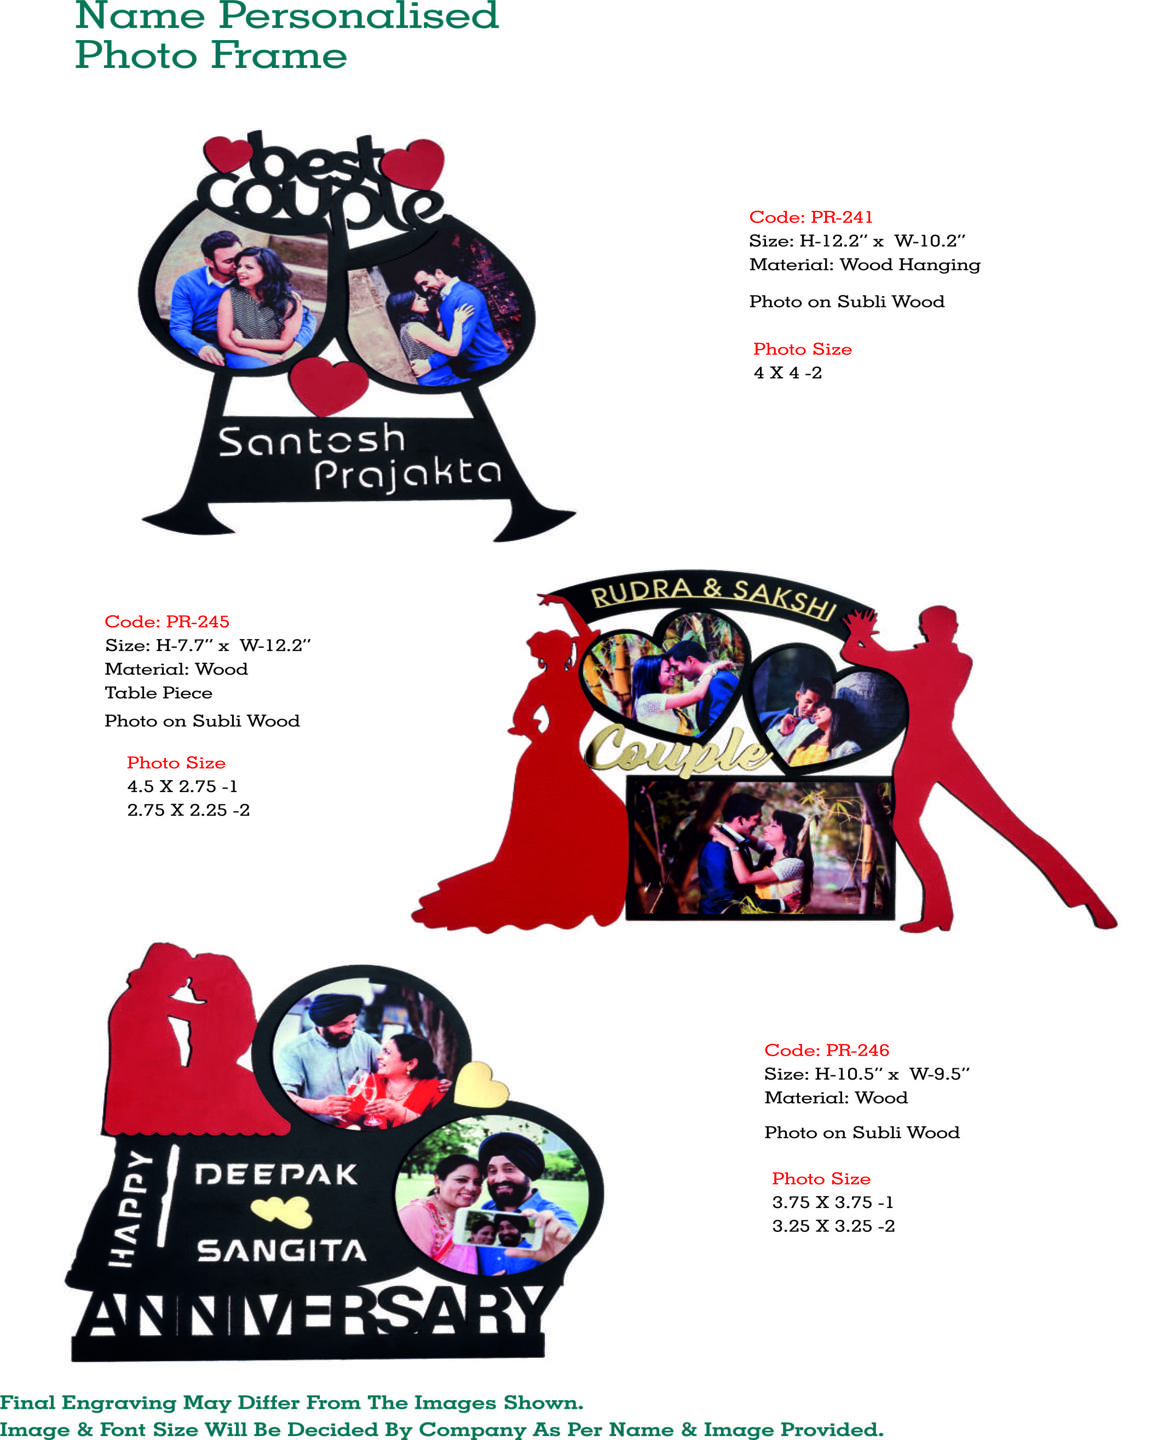 Name Personalised
Photo Frame
best
couple
Santosh
Prajakta
Code: PR-241
Size: H-12.2" x W-10.2"
Material: Wood Hanging
Photo on Subli Wood
Photo Size
4 X 4 -2
Code: PR-245
Size: H-7.7" x W-12.2"
Material: Wood
Table Piece
Photo on Subli Wood
Photo Size
4.5 X 2.75 -1
2.75 X 2.25 -2
RUDRA & SAKSHI
Couple
HAPPY
DEEPAK
SANGITA
ANNIVERSARY
Code: PR-246
Size: H-10.5" x W-9.5"
Material: Wood
Photo on Subli Wood
Photo Size
3.75 X 3.75 -1
3.25 X 3.25 -2
Final Engraving May Differ From The Images Shown.
Image & Font Size Will Be Decided By Company As Per Name & Image Provided.